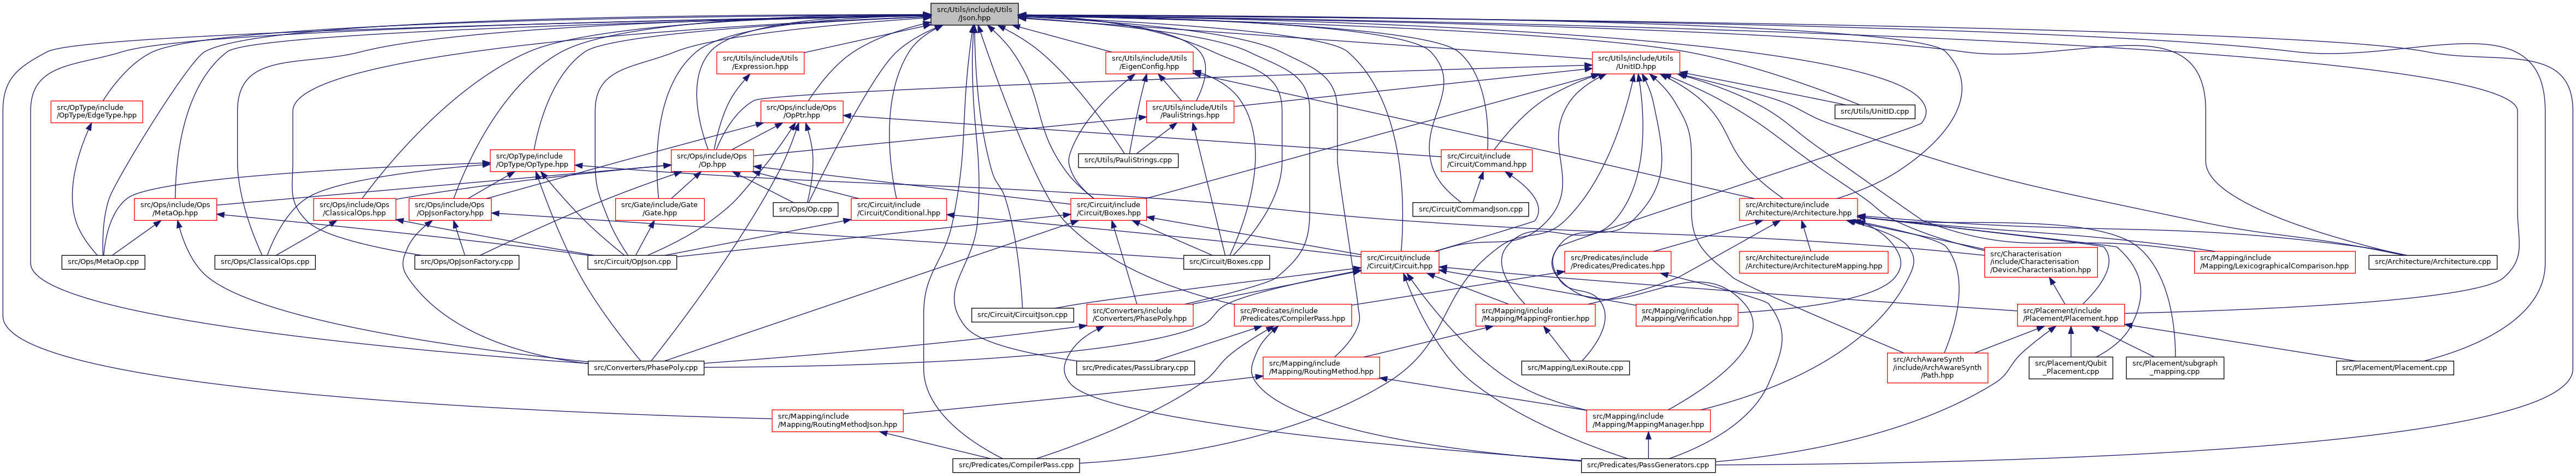 src/Utils/include/Utils
/Json.hpp
src/Utils/include/Utils
/Expression.hpp
src/Utils/include/Utils
/EigenConfig.hpp
src/Utils/include/Utils
/UnitID.hpp
src/OpType/include
/OpType/EdgeType.hpp
src/Ops/include/Ops
/OpPtr.hpp
src/Utils/include/Utils
/PauliStrings.hpp
src/Utils/UnitID.cpp
src/OpType/include
/OpType/OpType.hpp
src/Ops/include/Ops
/Op.hpp
src/Utils/PauliStrings.cpp
src/Circuit/include
/Circuit/Command.hpp
src/Ops/include/Ops
/MetaOp.hpp
src/Ops/include/Ops
/ClassicalOps.hpp
src/Ops/include/Ops
/OpJsonFactory.hpp
src/Gate/include/Gate
/Gate.hpp
src/Ops/Op.cpp
src/Circuit/include
/Circuit/Conditional.hpp
src/Circuit/include
/Circuit/Boxes.hpp
src/Circuit/CommandJson.cpp
src/Architecture/include
/Architecture/Architecture.hpp
src/Ops/MetaOp.cpp
src/Ops/ClassicalOps.cpp
src/Ops/OpJsonFactory.cpp
src/Circuit/OpJson.cpp
src/Circuit/Boxes.cpp
src/Circuit/include
/Circuit/Circuit.hpp
src/Predicates/include
/Predicates/Predicates.hpp
src/Architecture/include
/Architecture/ArchitectureMapping.hpp
src/Characterisation
/include/Characterisation
/DeviceCharacterisation.hpp
src/Mapping/include
/Mapping/LexicographicalComparison.hpp
src/Architecture/Architecture.cpp
src/Circuit/CircuitJson.cpp
src/Converters/include
/Converters/PhasePoly.hpp
src/Predicates/include
/Predicates/CompilerPass.hpp
src/Mapping/include
/Mapping/MappingFrontier.hpp
src/Mapping/include
/Mapping/Verification.hpp
src/Placement/include
/Placement/Placement.hpp
src/Converters/PhasePoly.cpp
src/Predicates/PassLibrary.cpp
src/Mapping/include
/Mapping/RoutingMethod.hpp
src/Mapping/LexiRoute.cpp
src/ArchAwareSynth
/include/ArchAwareSynth
/Path.hpp
src/Placement/Qubit
_Placement.cpp
src/Placement/subgraph
_mapping.cpp
src/Placement/Placement.cpp
src/Mapping/include
/Mapping/RoutingMethodJson.hpp
src/Mapping/include
/Mapping/MappingManager.hpp
src/Predicates/CompilerPass.cpp
src/Predicates/PassGenerators.cpp